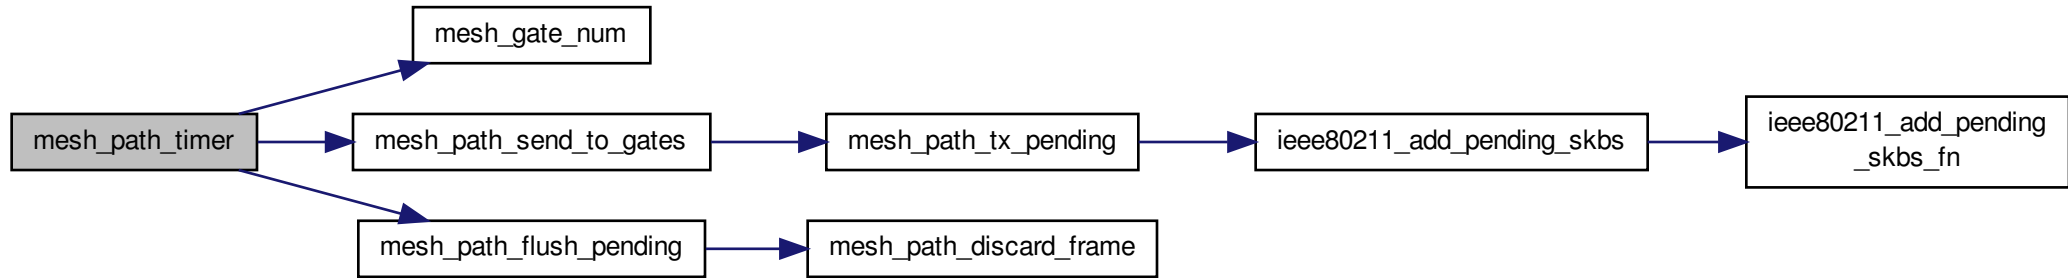 mesh_gate_num
mesh_path_timer
mesh_path_send_to_gates
mesh_path_tx_pending
ieee80211_add_pending_skbs
ieee80211_add_pending
_skbs_fn
mesh_path_flush_pending
mesh_path_discard_frame